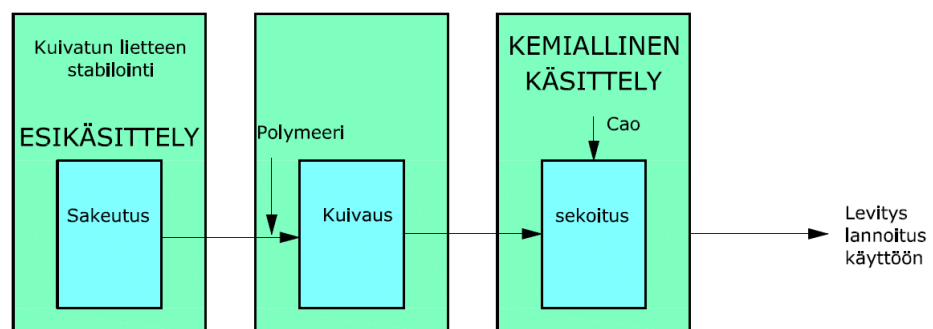 Kuivatun lietteen
stabilointi
ESIKÄSITTELY
Sakeutus
Polymeeri
Kuivaus
KEMIALLINEN
KÄSITTELY
Cao
sekoitus
Levitys
lannoitus
käyttöön